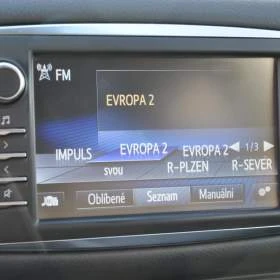 FM
EVROPA 2
EVROPA 2 EVROPA 2 ◀ 1/3 ▶
IMPULS
svou R-PLZEN R-SEVER
Oblíbené Seznam Manuální